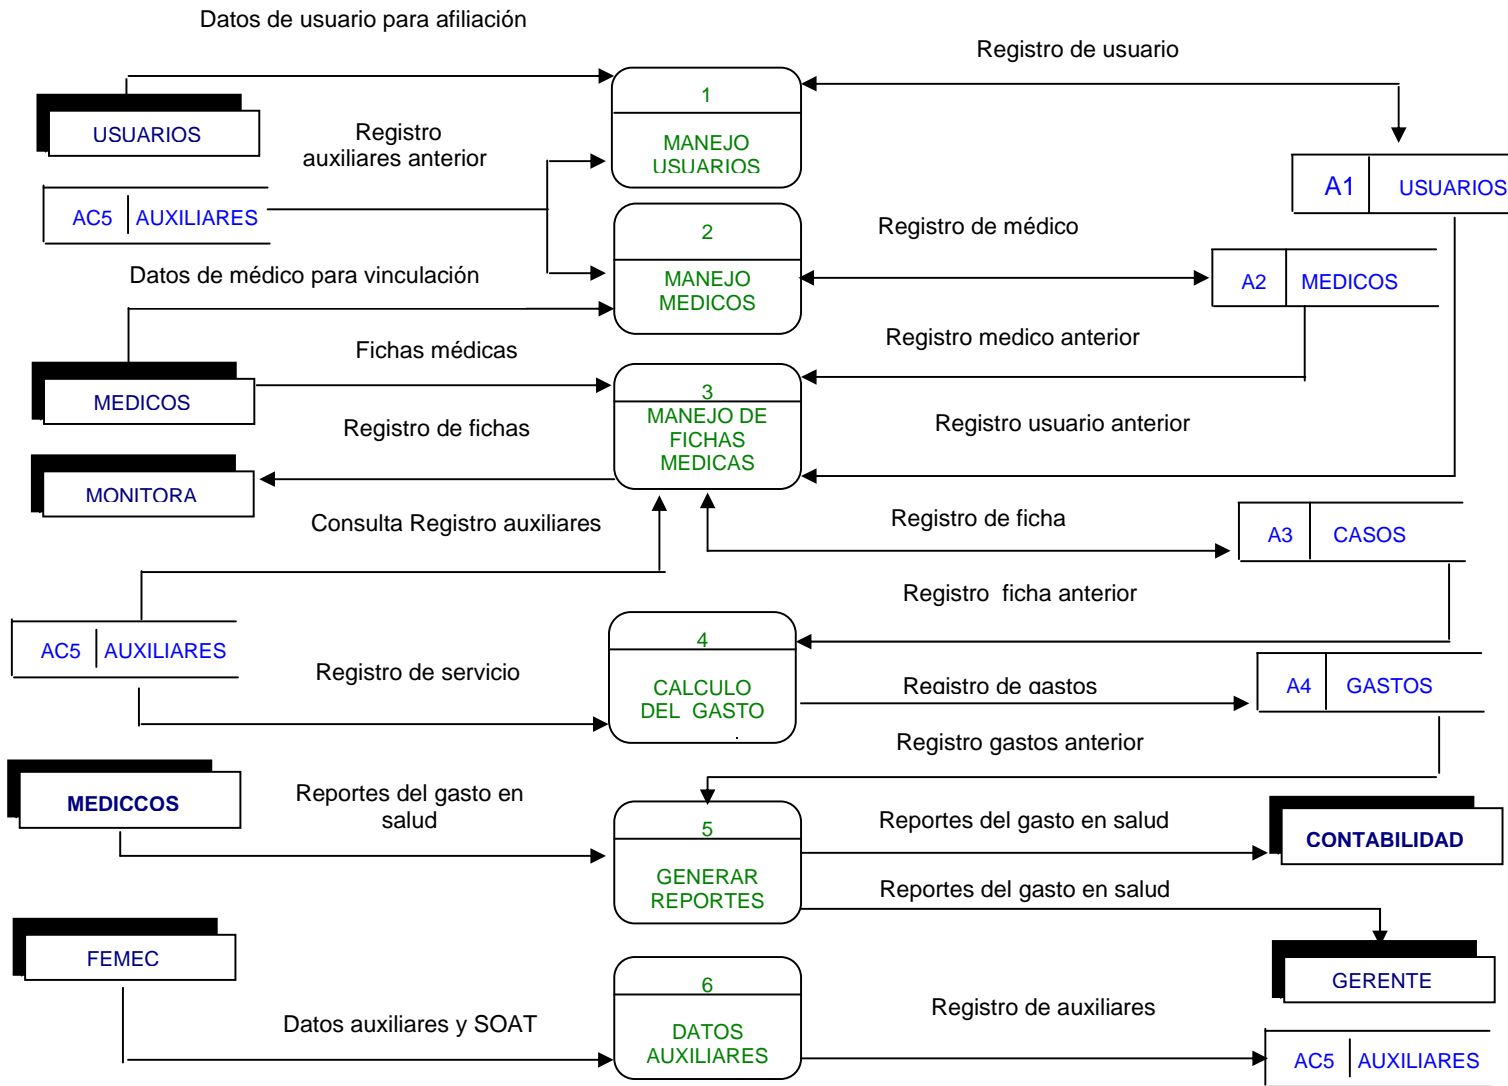 Datos de usuario para afiliación
Registro de usuario
1
MANEJO
USUARIOS
USUARIOS
Registro
auxiliares anterior
A1 USUARIOS
AC5 AUXILIARES
2
MANEJO
MEDICOS
Registro de médico
Datos de médico para vinculación
A2 MEDICOS
Fichas médicas
Registro medico anterior
3
MANEJO DE
FICHAS
MEDICAS
MEDICOS
Registro de fichas
Registro usuario anterior
MONITORA
Consulta Registro auxiliares
Registro de ficha
A3 CASOS
Registro ficha anterior
4
CALCULO
DEL GASTO
.
AC5 AUXILIARES
Registro de servicio
Registro de gastos
A4 GASTOS
Registro gastos anterior
MEDICCOS
Reportes del gasto en
salud
5
GENERAR
REPORTES
Reportes del gasto en salud
CONTABILIDAD
Reportes del gasto en salud
FEMEC
6
DATOS
AUXILIARES
GERENTE
Datos auxiliares y SOAT
Registro de auxiliares
AC5 AUXILIARES